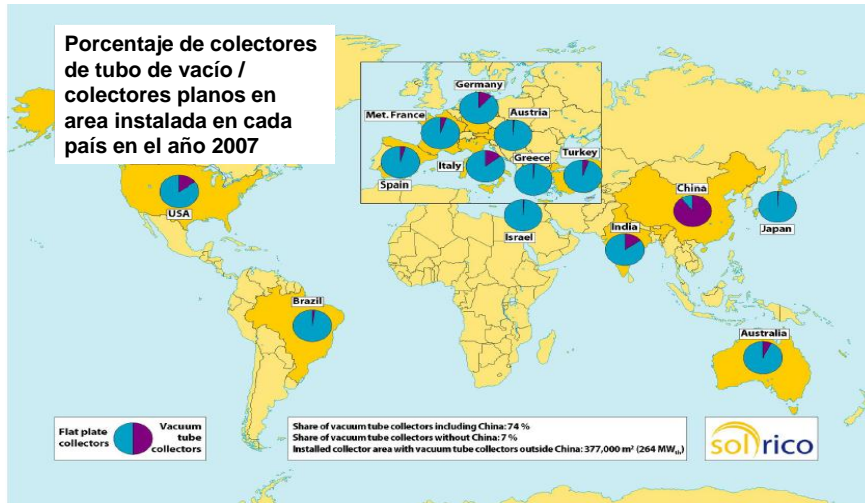 Porcentaje de colectores
de tubo de vacío /
colectores planos en
area instalada en cada
país en el año 2007
Germany
Met. France
Austria
Italy
Greece
Turkey
Spain
USA
China
Israel
India
Japan
Brazil
Australia
Flat plate
collectors
Vacuum
tube
collectors
Share of vacuum tube collectors including China: 74 %
Share of vacuum tube collectors without China: 7 %
Installed collector area with vacuum tube collectors outside China: 377,000 m² (264 MWth)
solrico